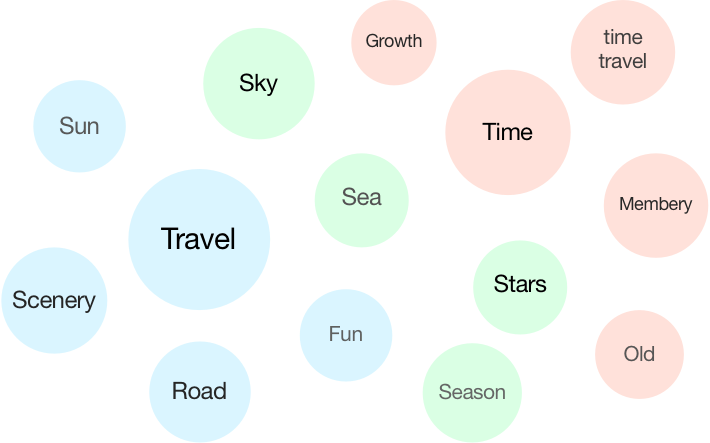 Growth
time
travel
Sky
Sun
Time
Sea
Membery
Travel
Stars
Scenery
Fun
Old
Road
Season